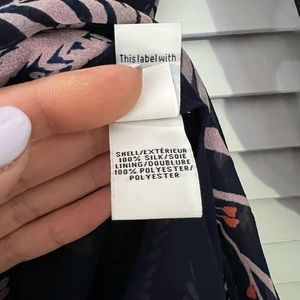 This label with
SHELL/EXTÉRIEUR
100% SILK/SOIE
LINING/DOUBLURE
100% POLYESTER/
POLYESTER